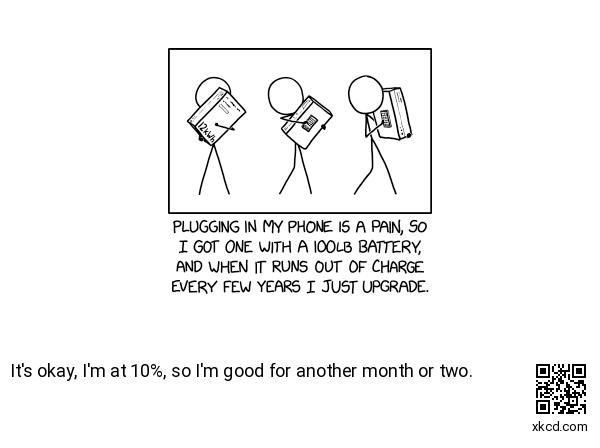 12kWh
PLUGGING IN MY PHONE IS A PAIN, SO
I GOT ONE WITH A 100LB BATTERY,
AND WHEN IT RUNS OUT OF CHARGE
EVERY FEW YEARS I JUST UPGRADE.
It's okay, I'm at 10%, so I'm good for another month or two.
xkcd.com